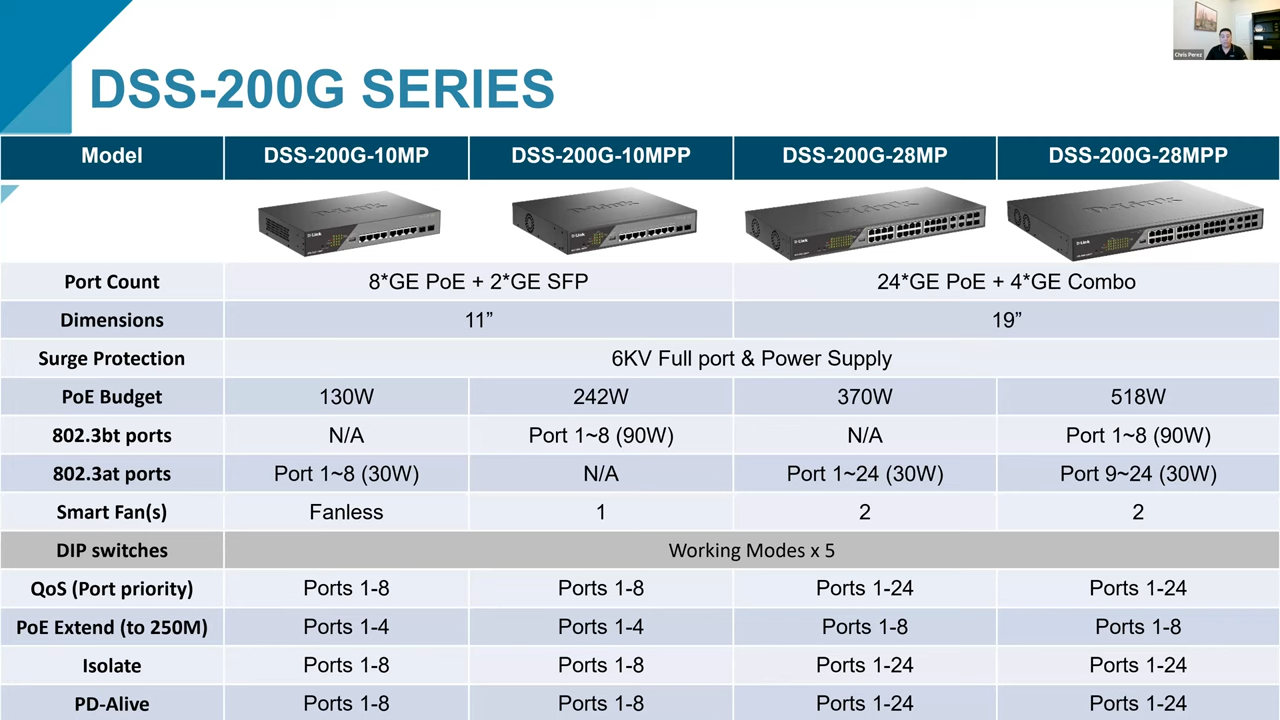 Chris Perez
DSS-200G SERIES
Model DSS-200G-10MP DSS-200G-10MPP DSS-200G-28MP DSS-200G-28MPP
D-Link D-Link
Port Count 8*GE PoE + 2*GE SFP 24*GE PoE + 4*GE Combo
Dimensions 11” 19”
Surge Protection 6KV Full port & Power Supply
PoE Budget 130W 242W 370W 518W
802.3bt ports N/A Port 1~8 (90W) N/A Port 1~8 (90W)
802.3at ports Port 1~8 (30W) N/A Port 1~24 (30W) Port 9~24 (30W)
Smart Fan(s) Fanless 1 2 2
DIP switches Working Modes x 5
QoS (Port priority) Ports 1-8 Ports 1-8 Ports 1-24 Ports 1-24
PoE Extend (to 250M) Ports 1-4 Ports 1-4 Ports 1-8 Ports 1-8
Isolate Ports 1-8 Ports 1-8 Ports 1-24 Ports 1-24
PD-Alive Ports 1-8 Ports 1-8 Ports 1-24 Ports 1-24